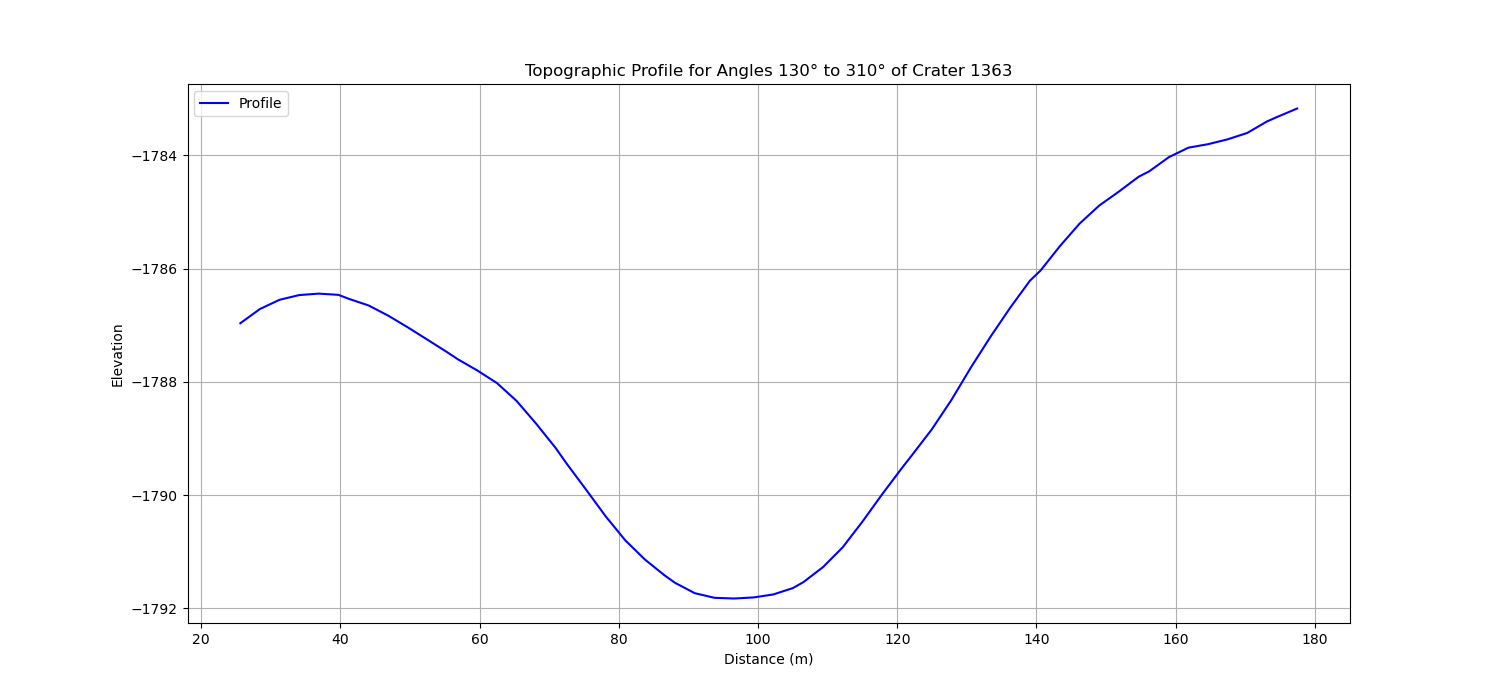 Topographic Profile for Angles 130° to 310° of Crater 1363
Profile
−1784
−1786
−1788
−1790
−1792
Elevation
20 40 60 80 100 120 140 160 180
Distance (m)